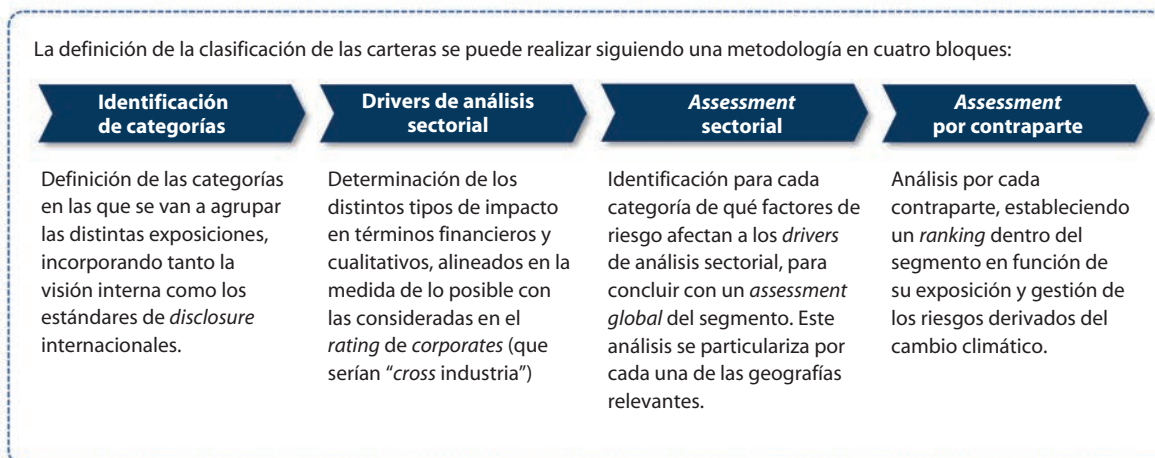 La definición de la clasificación de las carteras se puede realizar siguiendo una metodología en cuatro bloques:
Identificación
de categorías
Definición de las categorías
en las que se van a agrupar
las distintas exposiciones,
incorporando tanto la
visión interna como los
estándares de disclosure
internacionales.
Drivers de análisis
sectorial
Determinación de los
distintos tipos de impacto
en términos financieros y
cualitativos, alineados en la
medida de lo posible con
las consideradas en el
rating de corporates (que
serían “cross industria”)
Assessment
sectorial
Identificación para cada
categoría de qué factores de
riesgo afectan a los drivers
de análisis sectorial, para
concluir con un assessment
global del segmento. Este
análisis se particulariza por
cada una de las geografías
relevantes.
Assessment
por contraparte
Análisis por cada
contraparte, estableciendo
un ranking dentro del
segmento en función de
su exposición y gestión de
los riesgos derivados del
cambio climático.